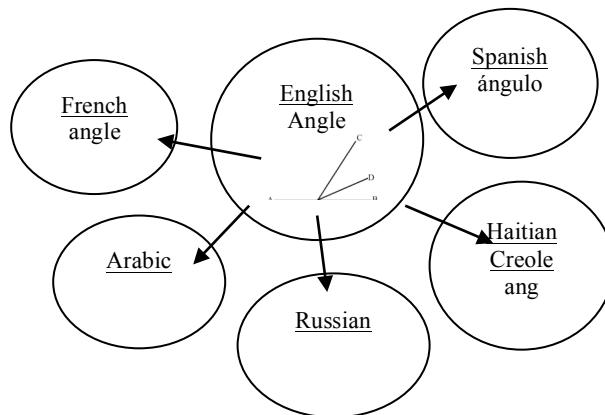 English
Angle
C
D
A
B
Spanish
ángulo
French
angle
Haitian
Creole
ang
Arabic
Russian